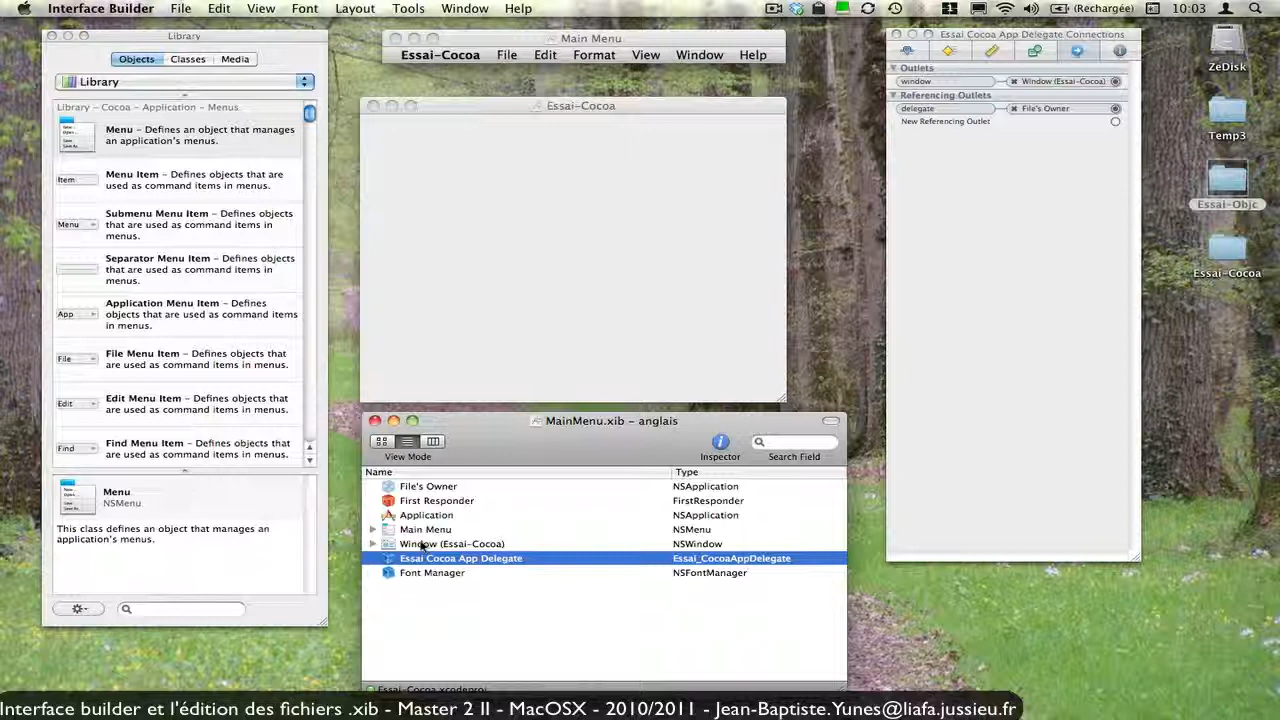 Interface Builder File Edit View Font Layout Tools Window Help
1 (Rechargée) 10:03
Library
Objects Classes Media
Library
Library – Cocoa – Application – Menus
Menu – Defines an object that manages
an application's menus.
Item
Menu Item – Defines objects that are
used as command items in menus.
Menu
Submenu Menu Item – Defines
objects that are used as command
items in menus.
Separator Menu Item – Defines
objects that are used as command
items in menus.
App
Application Menu Item – Defines
objects that are used as command items
in menus.
File
File Menu Item – Defines objects that
are used as command items in menus.
Edit
Edit Menu Item – Defines objects that
are used as command items in menus.
Find
Find Menu Item – Defines objects that
are used as command items in menus.
Menu
NSMenu
This class defines an object that manages an
application's menus.
Main Menu
Essai-Cocoa File Edit Format View Window Help
Essai-Cocoa
MainMenu.xib – anglais
View Mode Inspector Search Field
Name Type
File's Owner NSApplication
First Responder FirstResponder
Application NSApplication
Main Menu NSMenu
Window (Essai-Cocoa) NSWindow
Essai Cocoa App Delegate Essai_CocoaAppDelegate
Font Manager NSFontManager
Essai-Cocoa.xcodeproj
Essai Cocoa App Delegate Connections
Outlets
window Window (Essai-Cocoa)
Referencing Outlets
delegate File's Owner
New Referencing Outlet
ZeDisk
Temp3
Essai-Objc
Essai-Cocoa
Interface builder et l'édition des fichiers .xib - Master 2 II - MacOSX - 2010/2011 - Jean-Baptiste.Yunes@liafa.jussieu.fr